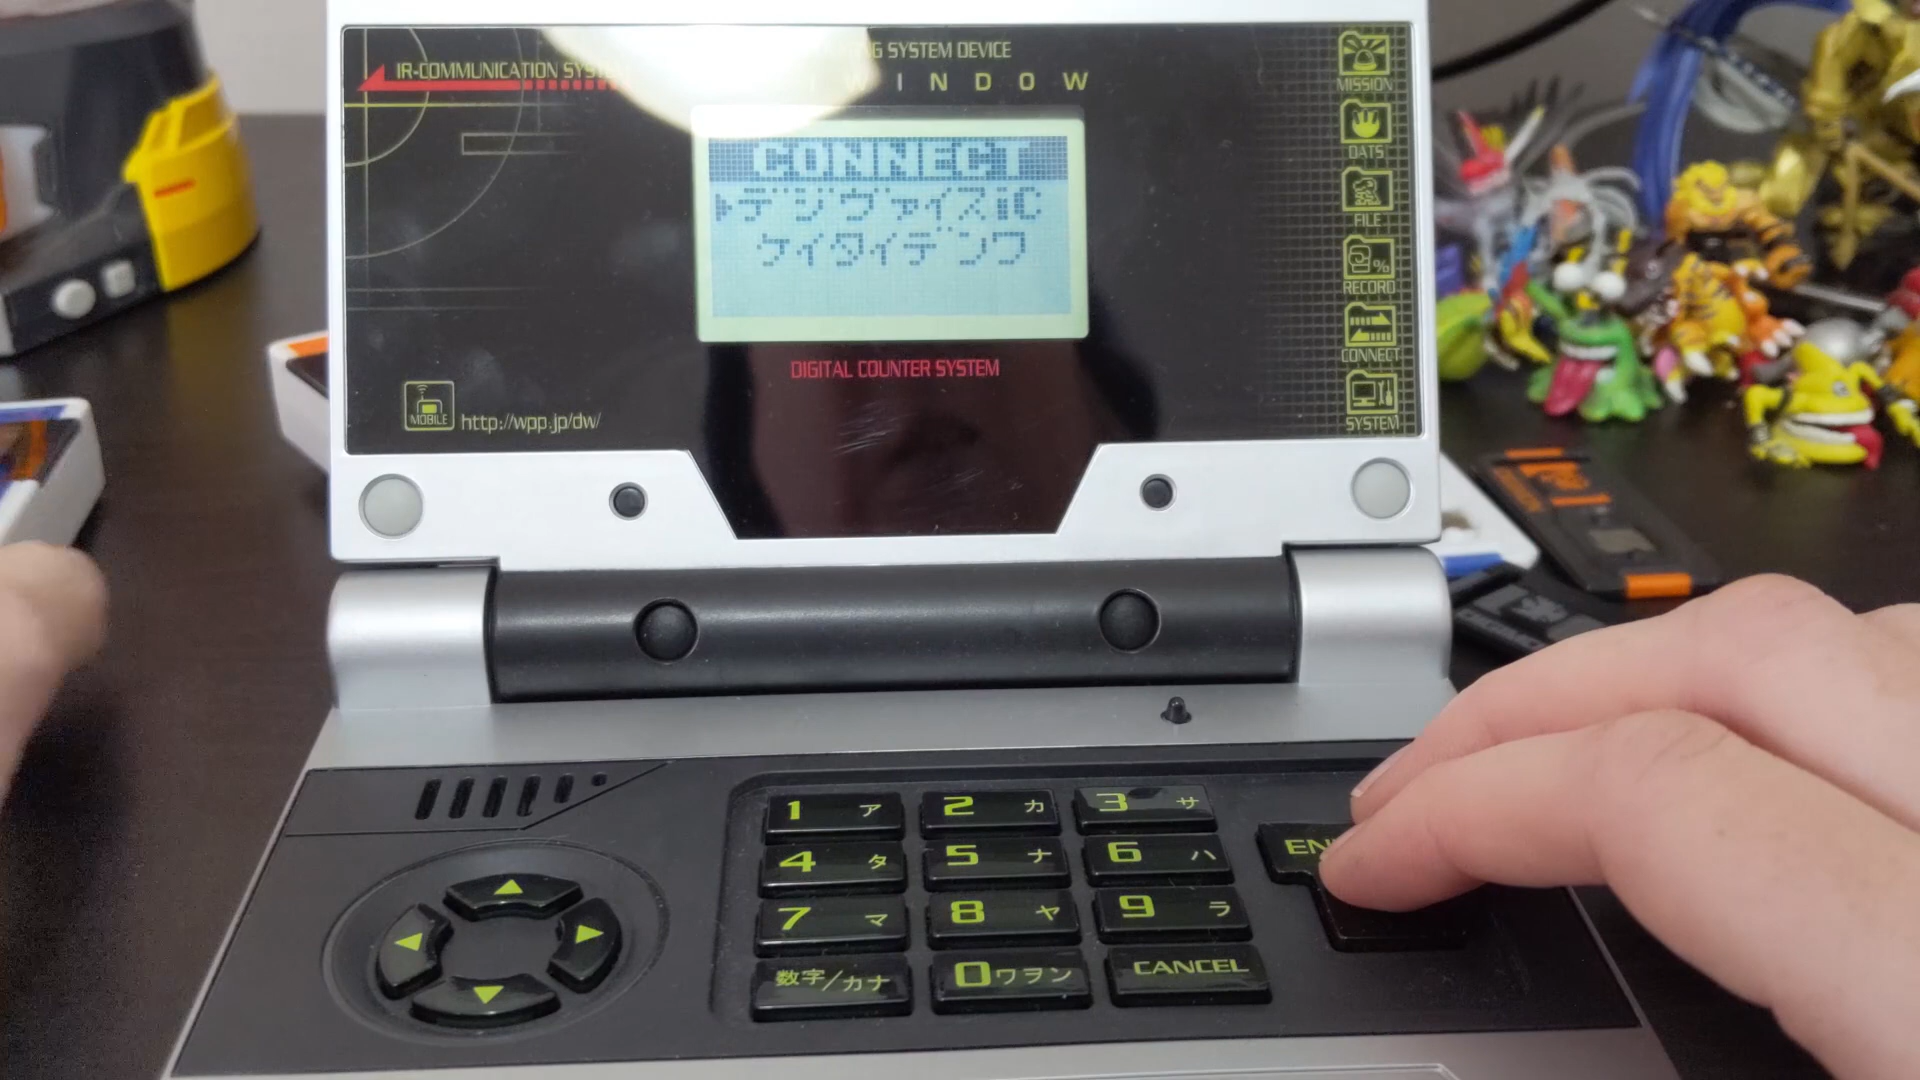 IR-COMMUNICATION SYSTEM
NG SYSTEM DEVICE
WINDOW
MISSION
DATS
FILE
RECORD
%
CONNECT
SYSTEM
CONNECT
▶デジヴァイスiC
ケイタイデンワ
DIGITAL COUNTER SYSTEM
MOBILE
http://wpp.jp/dw/
1 ア
2 カ
3 サ
4 タ
5 ナ
6 ハ
7 マ
8 ヤ
9 ラ
数字/カナ
0 ワヲン
CANCEL
EN